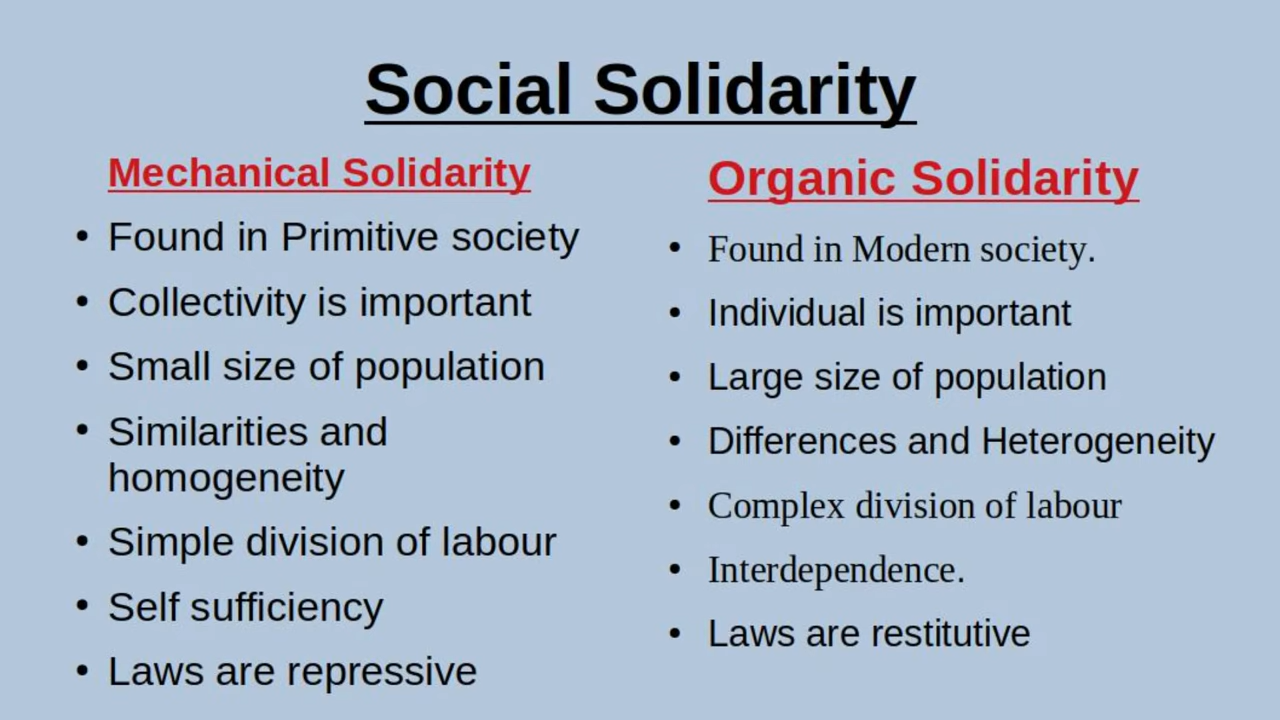 Social Solidarity
Mechanical Solidarity
• Found in Primitive society
• Collectivity is important
• Small size of population
• Similarities and
homogeneity
• Simple division of labour
• Self sufficiency
• Laws are repressive
Organic Solidarity
• Found in Modern society.
• Individual is important
• Large size of population
• Differences and Heterogeneity
• Complex division of labour
• Interdependence.
• Laws are restitutive